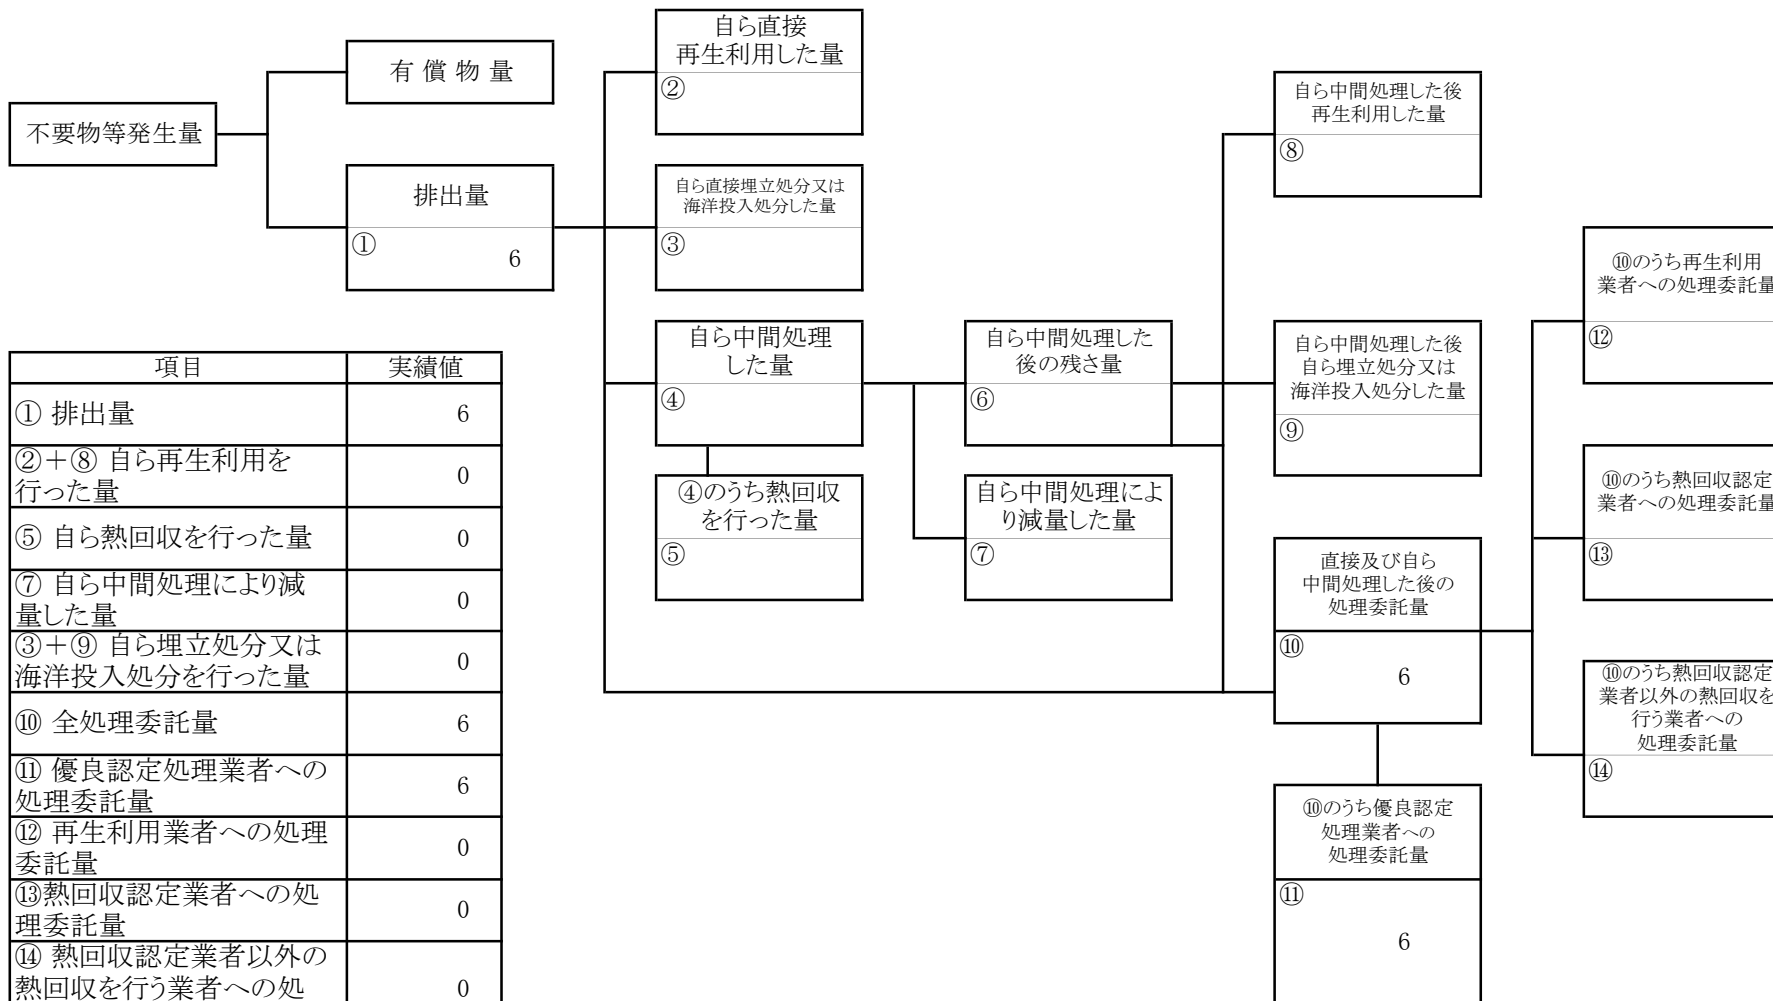 不要物等発生量
有 償 物 量
排出量
①
6
自ら直接
再生利用した量
②
自ら直接埋立処分又は
海洋投入処分した量
③
自ら中間処理
した量
④
④のうち熱回収
を行った量
⑤
自ら中間処理した
後の残さ量
⑥
自ら中間処理によ
り減量した量
⑦
自ら中間処理した後
再生利用した量
⑧
自ら中間処理した後
自ら埋立処分又は
海洋投入処分した量
⑨
直接及び自ら
中間処理した後の
処理委託量
⑩
6
⑩のうち優良認定
処理業者への
処理委託量
⑪
6
⑩のうち再生利用
業者への処理委託量
⑫
⑩のうち熱回収認定
業者への処理委託量
⑬
⑩のうち熱回収認定
業者以外の熱回収を
行う業者への
処理委託量
⑭
項目 実績値
① 排出量 6
②＋⑧ 自ら再生利用を
行った量 0
⑤ 自ら熱回収を行った量 0
⑦ 自ら中間処理により減
量した量 0
③＋⑨ 自ら埋立処分又は
海洋投入処分を行った量 0
⑩ 全処理委託量 6
⑪ 優良認定処理業者への
処理委託量 6
⑫ 再生利用業者への処理
委託量 0
⑬熱回収認定業者への処
理委託量 0
⑭ 熱回収認定業者以外の
熱回収を行う業者への処 0